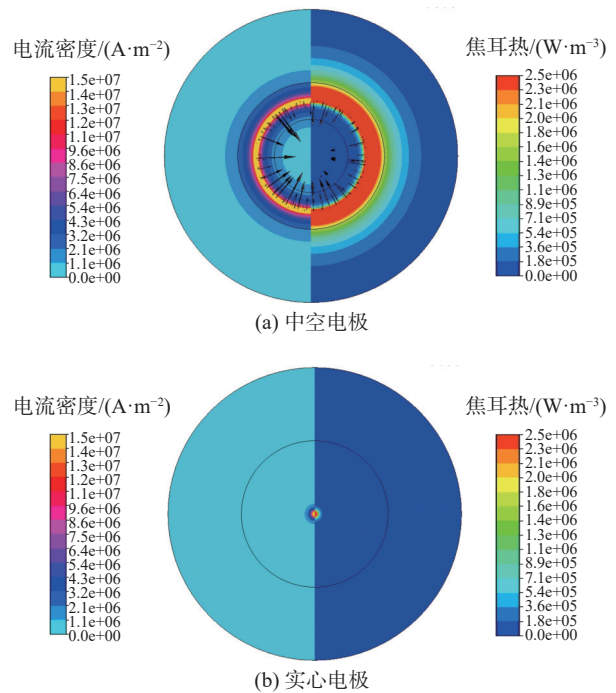 电流密度/(A·m⁻²)
1.5e+07
1.4e+07
1.3e+07
1.2e+07
1.1e+07
9.6e+06
8.6e+06
7.5e+06
6.4e+06
5.4e+06
4.3e+06
3.2e+06
2.1e+06
1.1e+06
0.0e+00
焦耳热/(W·m⁻³)
2.5e+06
2.3e+06
2.1e+06
2.0e+06
1.8e+06
1.6e+06
1.4e+06
1.2e+06
1.1e+06
8.9e+05
7.1e+05
5.4e+05
3.6e+05
1.8e+05
0.0e+00
(a) 中空电极
电流密度/(A·m⁻²)
1.5e+07
1.4e+07
1.3e+07
1.2e+07
1.1e+07
9.6e+06
8.6e+06
7.5e+06
6.4e+06
5.4e+06
4.3e+06
3.2e+06
2.1e+06
1.1e+06
0.0e+00
焦耳热/(W·m⁻³)
2.5e+06
2.3e+06
2.1e+06
2.0e+06
1.8e+06
1.6e+06
1.4e+06
1.2e+06
1.1e+06
8.9e+05
7.1e+05
5.4e+05
3.6e+05
1.8e+05
0.0e+00
(b) 实心电极